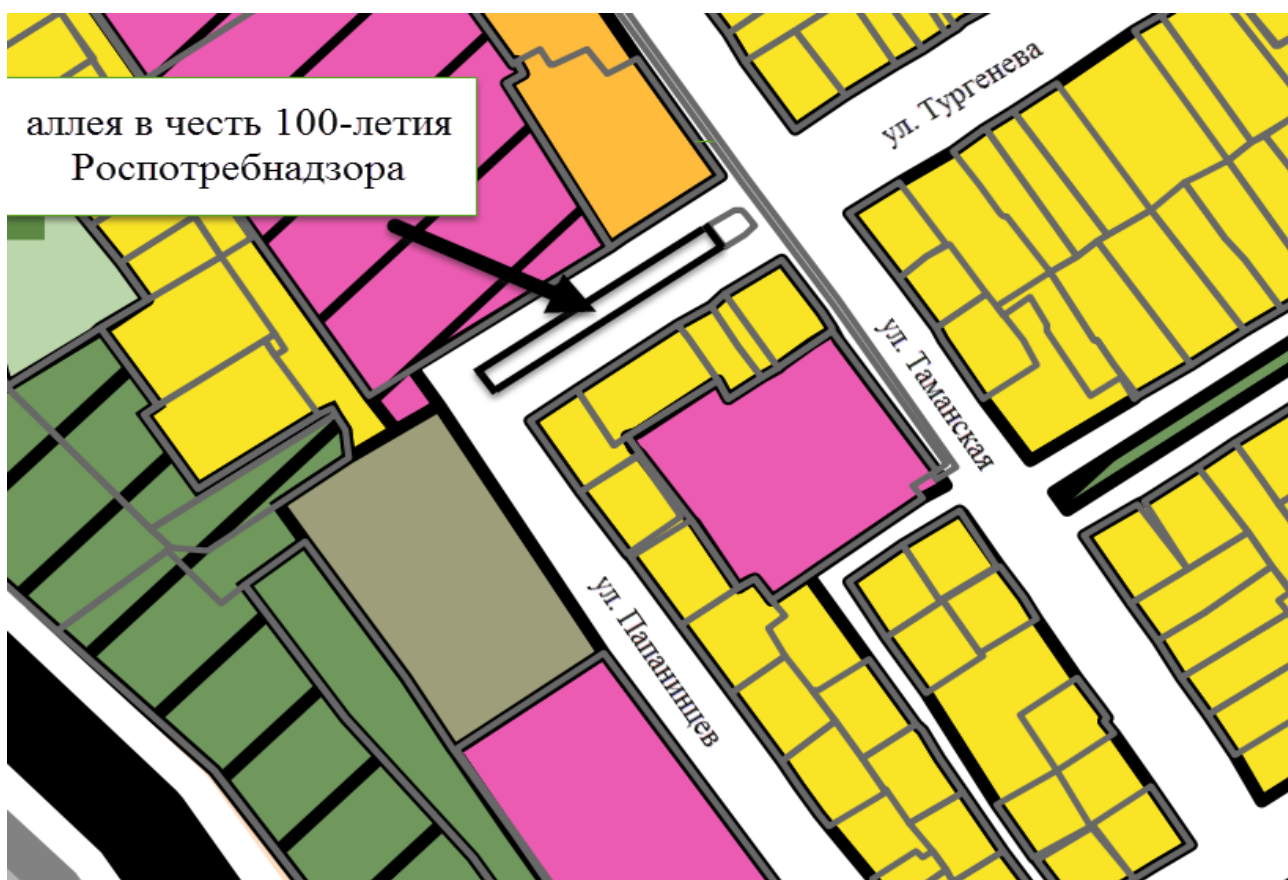 ул. Тургенева
аллея в честь 100-летия
Роспотребнадзора
ул. Таманская
ул. Папанинцев